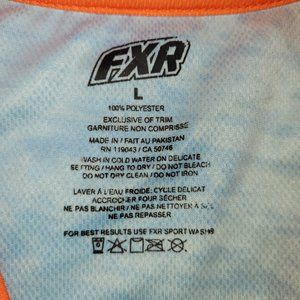 FXR
L
100% POLYESTER
EXCLUSIVE OF TRIM
GARNITURE NON COMPRISE
MADE IN / FAIT AU PAKISTAN
RN 119043 / CA 50746
WASH IN COLD WATER ON DELICATE
SETTING / HANG TO DRY / DO NOT BLEACH
DO NOT DRY CLEAN / DO NOT IRON
LAVER À L'EAU FROIDE: CYCLE DÉLICAT
ACCROCHER POUR SÉCHER
NE PAS BLANCHIR / NE PAS NETTOYER À SEC
NE PAS REPASSER
FOR BEST RESULTS USE FXR SPORT WASH®